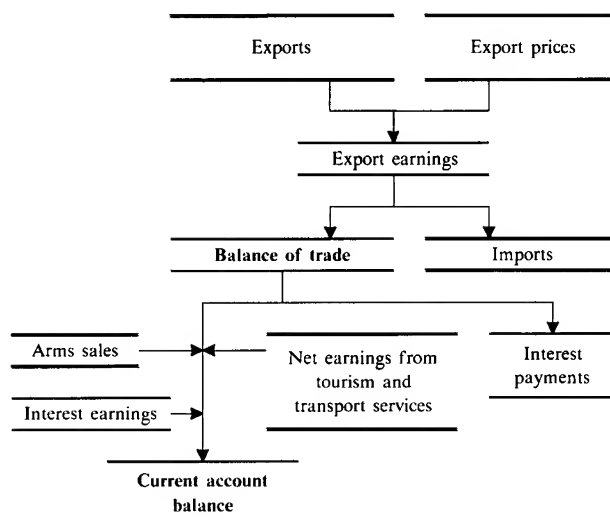 Exports
Export prices
Export earnings
Balance of trade
Imports
Arms sales
Net earnings from
tourism and
transport services
Interest
payments
Interest earnings
Current account
balance